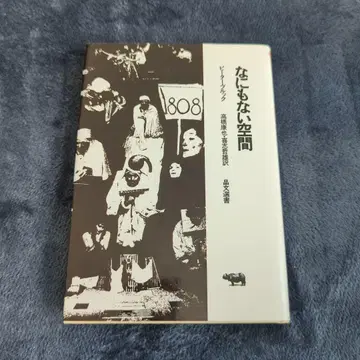 なにもない空間
ピーター・ブルック
高橋康也・喜志哲雄訳
晶文選書
808